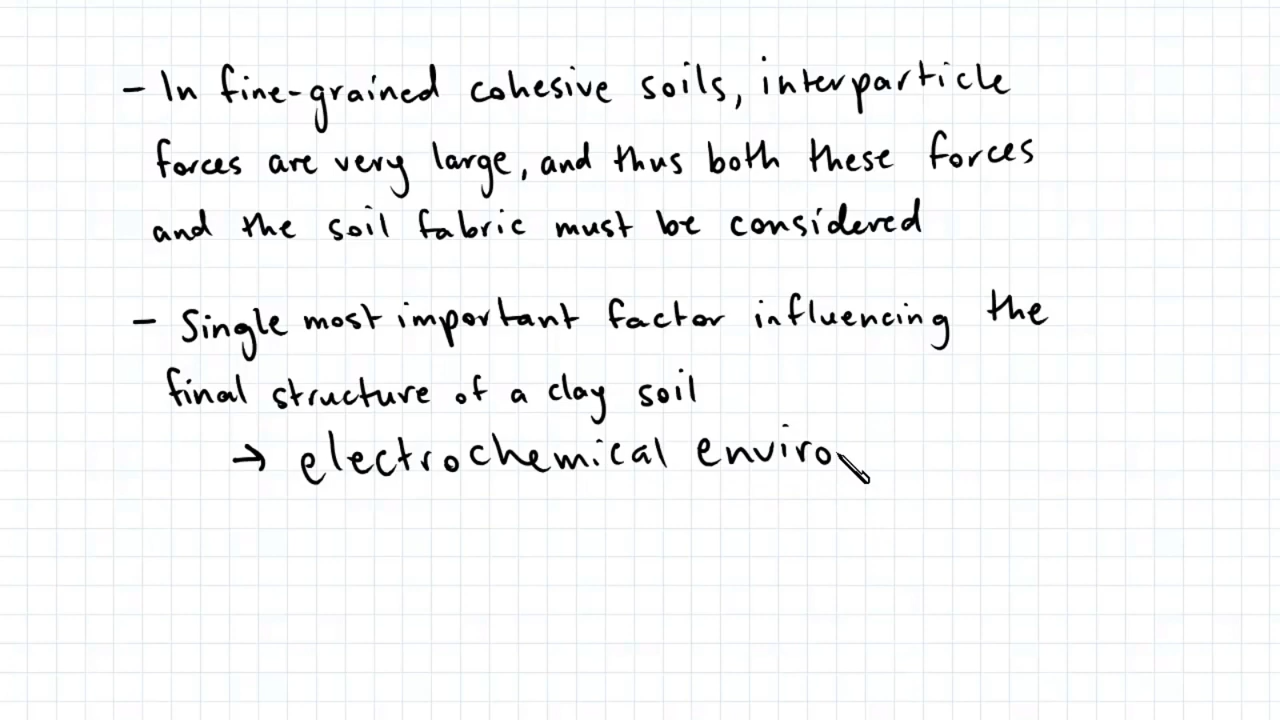 - In fine-grained cohesive soils, interparticle
forces are very large, and thus both these forces
and the soil fabric must be considered
- Single most important factor influencing the
final structure of a clay soil
→ electrochemical enviro